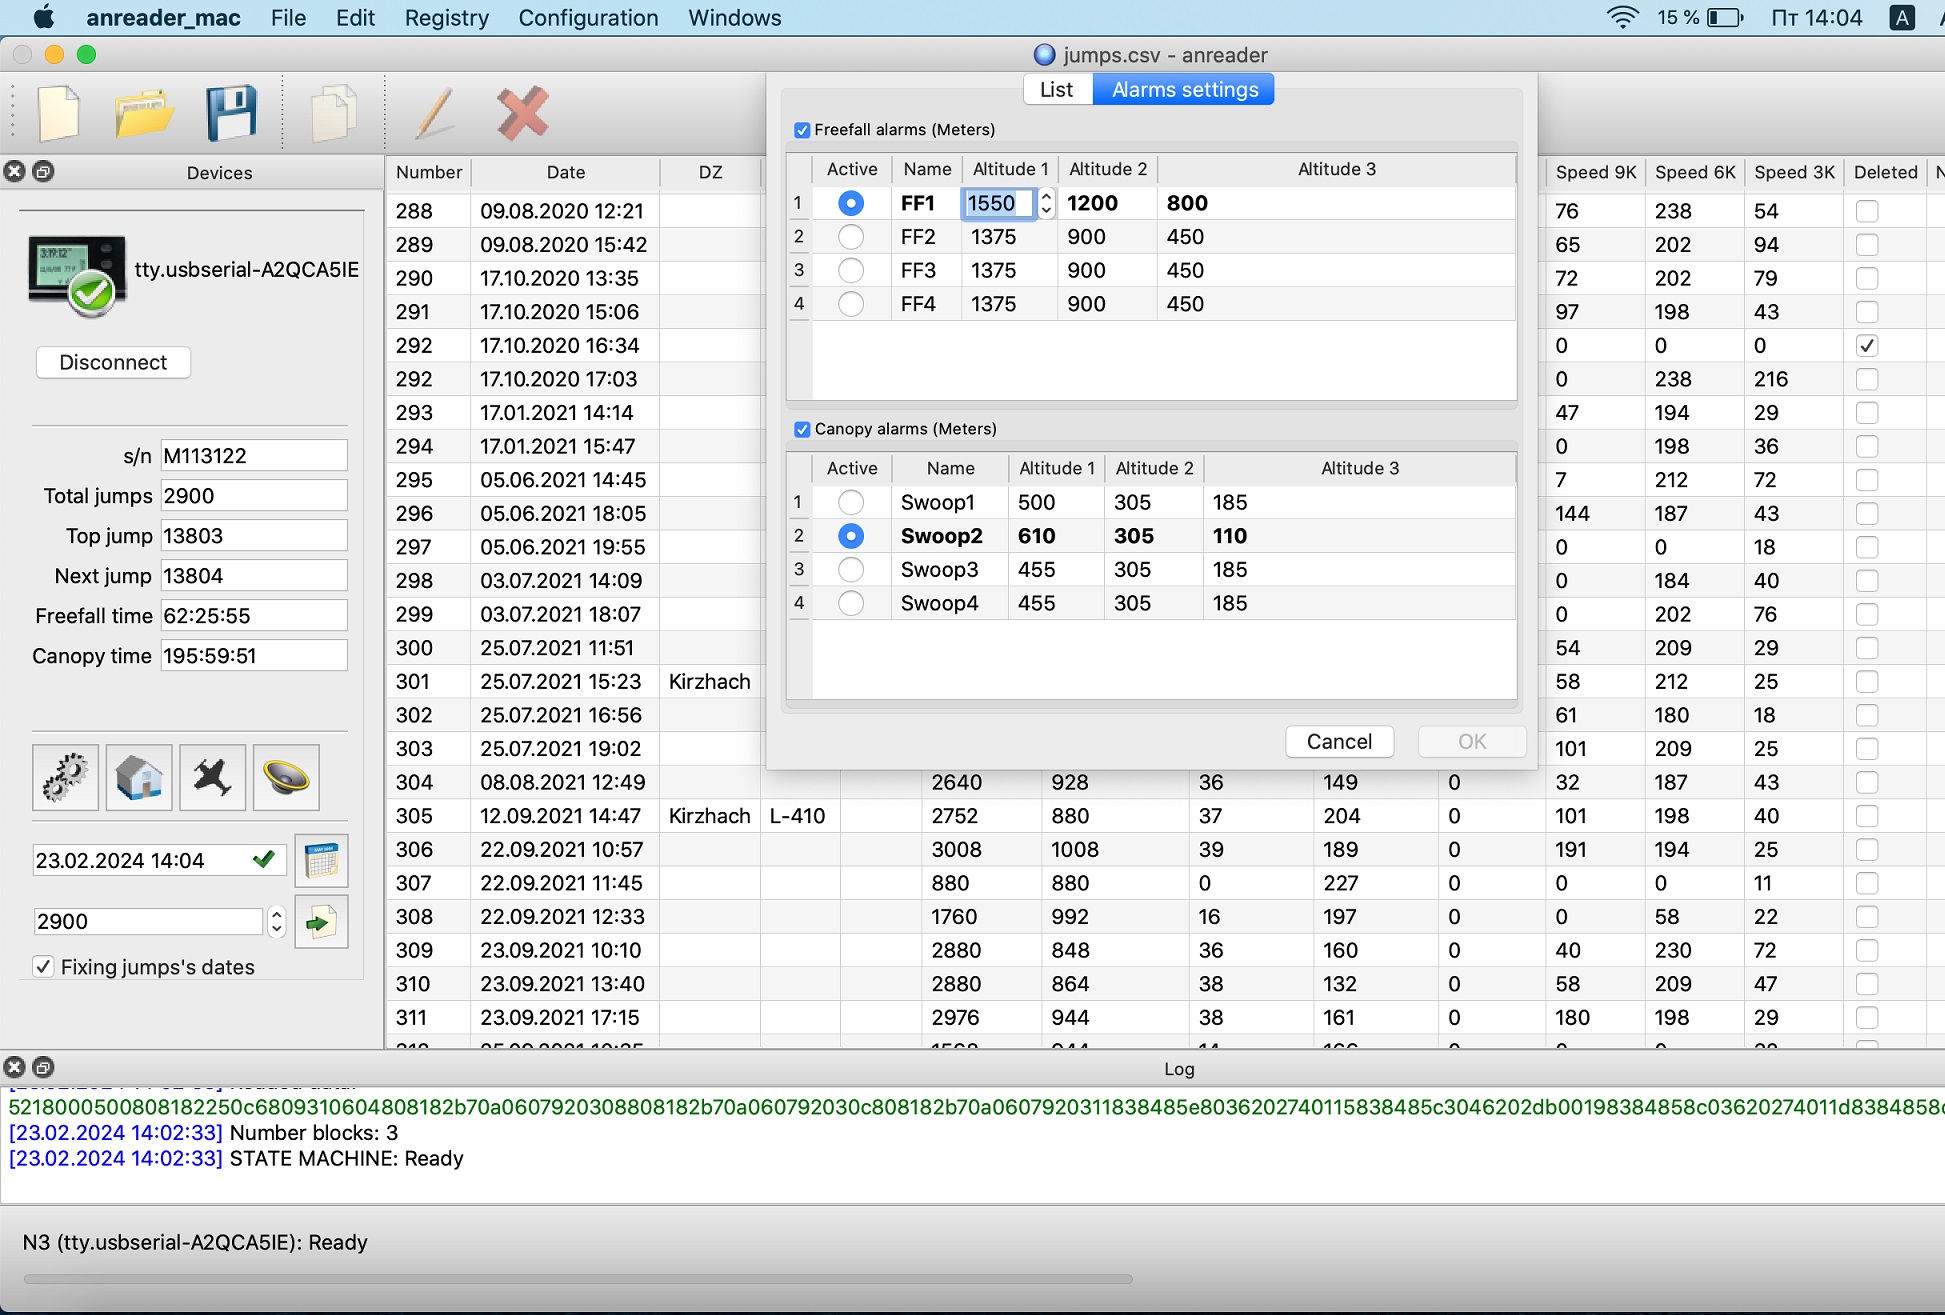 anreader_mac File Edit Registry Configuration Windows 15 % Пт 14:04 A
jumps.csv - anreader
List Alarms settings
Devices
tty.usbserial-A2QCA5IE
Disconnect
s/n M113122
Total jumps 2900
Top jump 13803
Next jump 13804
Freefall time 62:25:55
Canopy time 195:59:51
23.02.2024 14:04
2900
Fixing jumps's dates
Number Date DZ Speed 9K Speed 6K Speed 3K Deleted N
288 09.08.2020 12:21 76 238 54
289 09.08.2020 15:42 65 202 94
290 17.10.2020 13:35 72 202 79
291 17.10.2020 15:06 97 198 43
292 17.10.2020 16:34 0 0 0
292 17.10.2020 17:03 0 238 216
293 17.01.2021 14:14 47 194 29
294 17.01.2021 15:47 0 198 36
295 05.06.2021 14:45 7 212 72
296 05.06.2021 18:05 144 187 43
297 05.06.2021 19:55 0 0 18
298 03.07.2021 14:09 0 184 40
299 03.07.2021 18:07 0 202 76
300 25.07.2021 11:51 54 209 29
301 25.07.2021 15:23 Kirzhach 58 212 25
302 25.07.2021 16:56 61 180 18
303 25.07.2021 19:02 101 209 25
304 08.08.2021 12:49 2640 928 36 149 0 32 187 43
305 12.09.2021 14:47 Kirzhach L-410 2752 880 37 204 0 101 198 40
306 22.09.2021 10:57 3008 1008 39 189 0 191 194 25
307 22.09.2021 11:45 880 880 0 227 0 0 0 11
308 22.09.2021 12:33 1760 992 16 197 0 0 58 22
309 23.09.2021 10:10 2880 848 36 160 0 40 230 72
310 23.09.2021 13:40 2880 864 38 132 0 58 209 47
311 23.09.2021 17:15 2976 944 38 161 0 180 198 29
Freefall alarms (Meters)
Active Name Altitude 1 Altitude 2 Altitude 3
1 FF1 1550 1200 800
2 FF2 1375 900 450
3 FF3 1375 900 450
4 FF4 1375 900 450
Canopy alarms (Meters)
Active Name Altitude 1 Altitude 2 Altitude 3
1 Swoop1 500 305 185
2 Swoop2 610 305 110
3 Swoop3 455 305 185
4 Swoop4 455 305 185
Cancel OK
Log
5218000500808182250c6809310604808182b70a0607920308808182b70a060792030c808182b70a0607920311838485e8036202740115838485c3046202db00198384858c03620274011d8384858c
[23.02.2024 14:02:33] Number blocks: 3
[23.02.2024 14:02:33] STATE MACHINE: Ready
N3 (tty.usbserial-A2QCA5IE): Ready